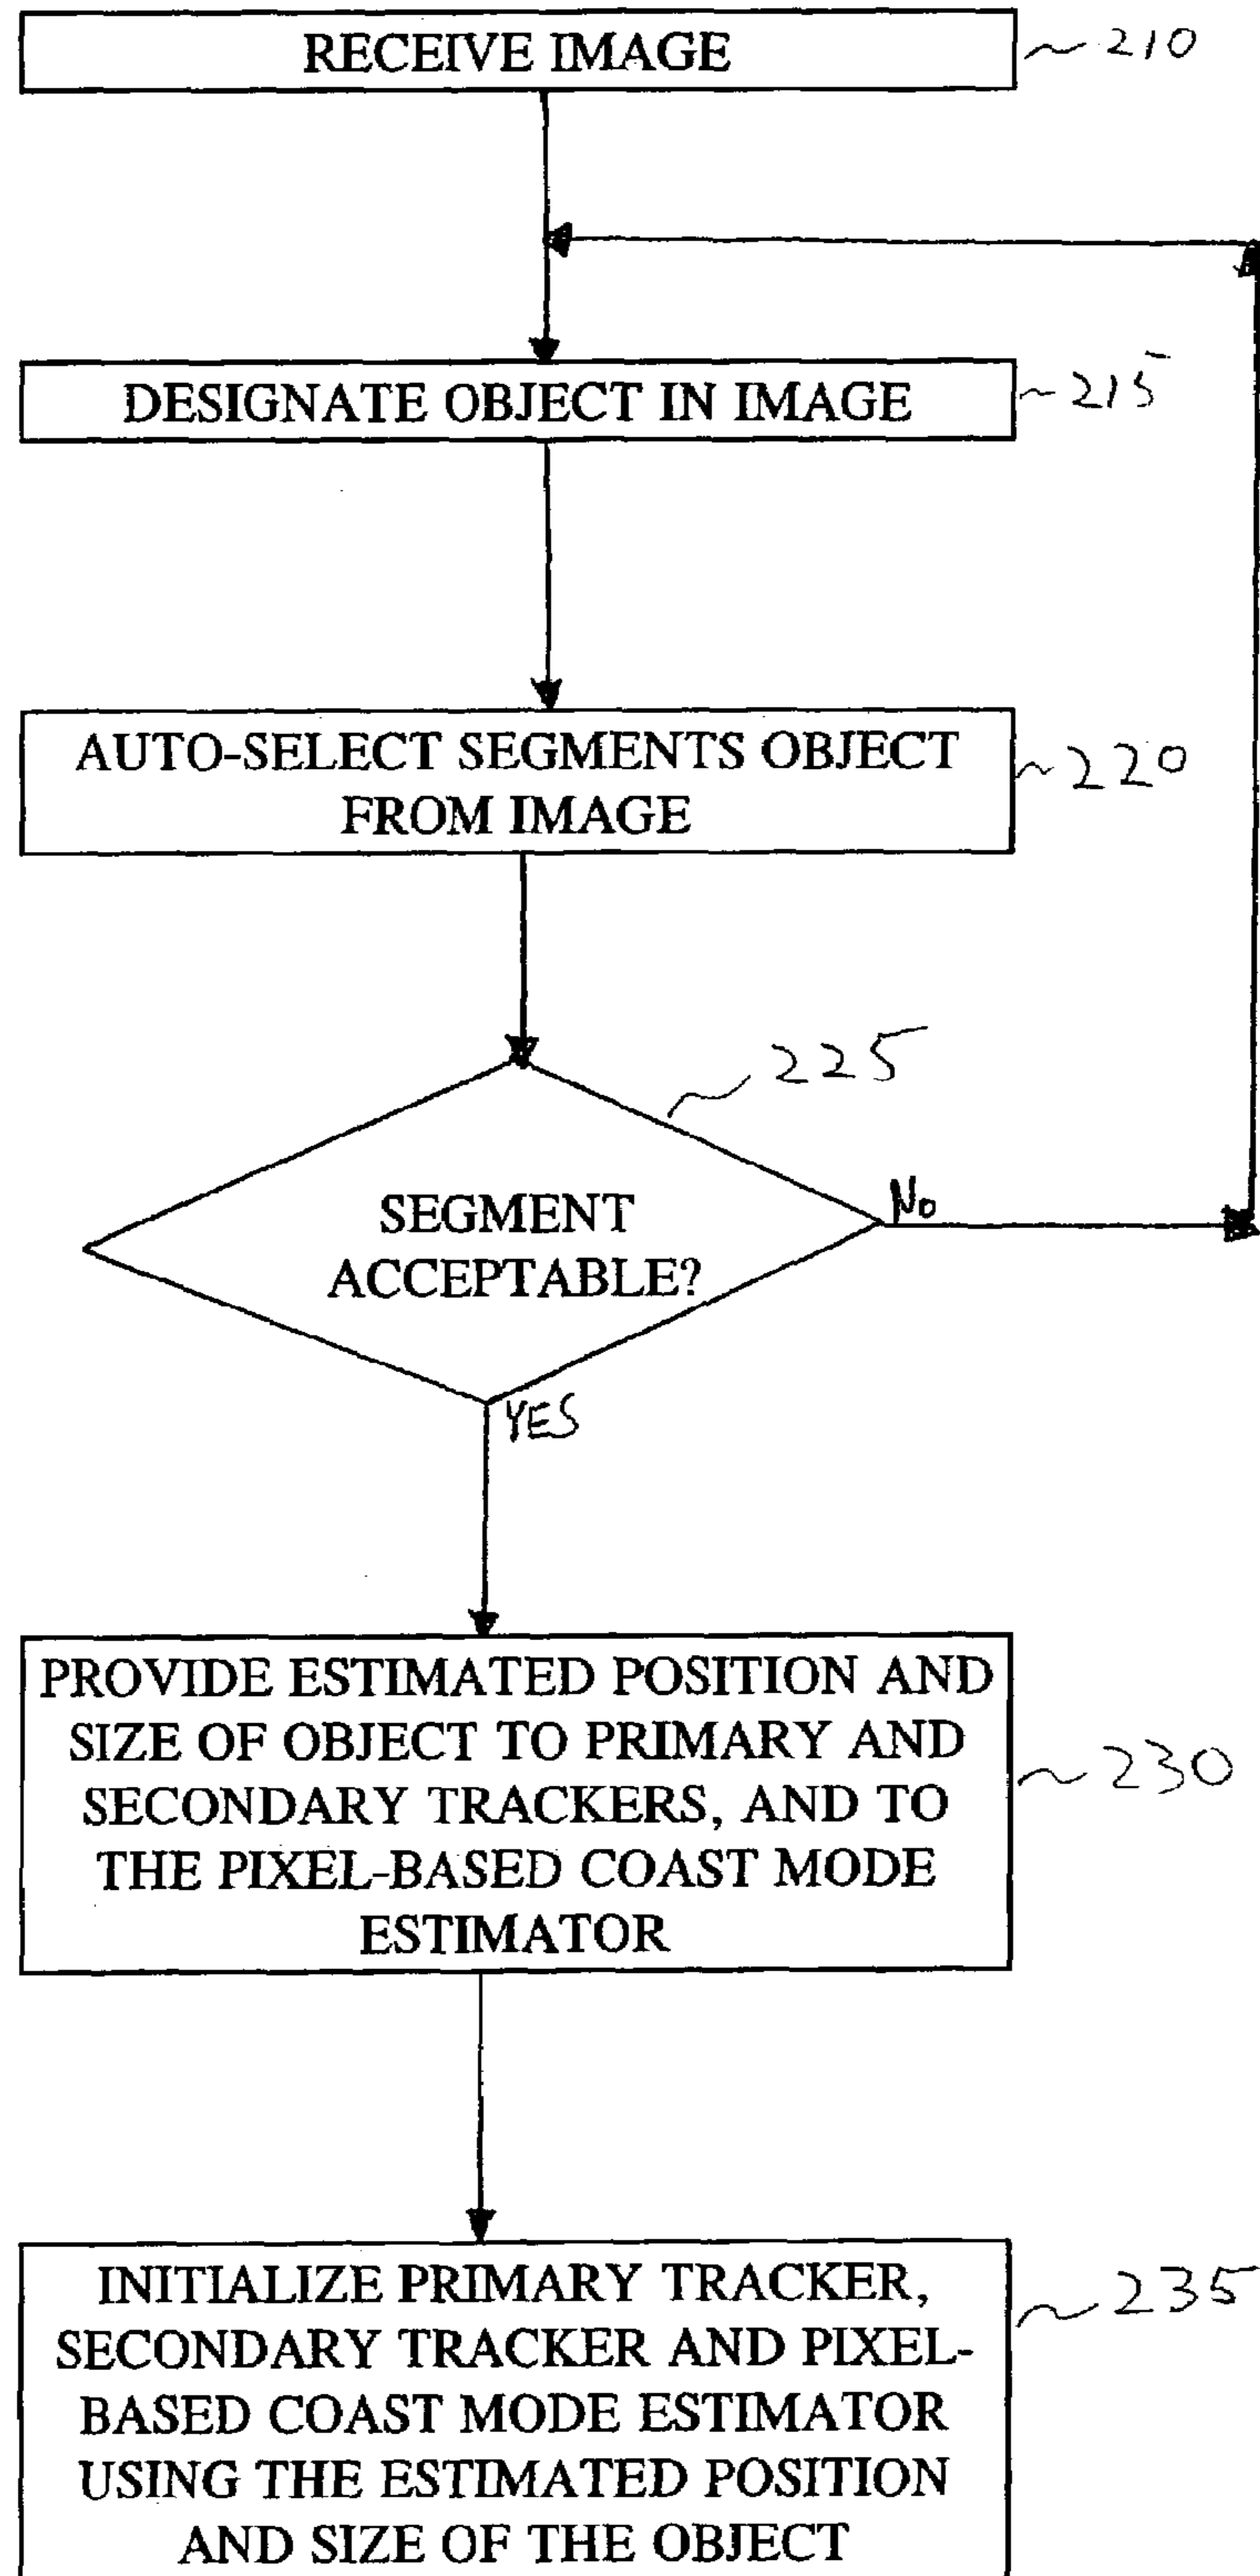 RECEIVE IMAGE
210
DESIGNATE OBJECT IN IMAGE
215
AUTO-SELECT SEGMENTS OBJECT
FROM IMAGE
220
225
SEGMENT
ACCEPTABLE?
No
YES
PROVIDE ESTIMATED POSITION AND
SIZE OF OBJECT TO PRIMARY AND
SECONDARY TRACKERS, AND TO
THE PIXEL-BASED COAST MODE
ESTIMATOR
230
INITIALIZE PRIMARY TRACKER,
SECONDARY TRACKER AND PIXEL-
BASED COAST MODE ESTIMATOR
USING THE ESTIMATED POSITION
AND SIZE OF THE OBJECT
235